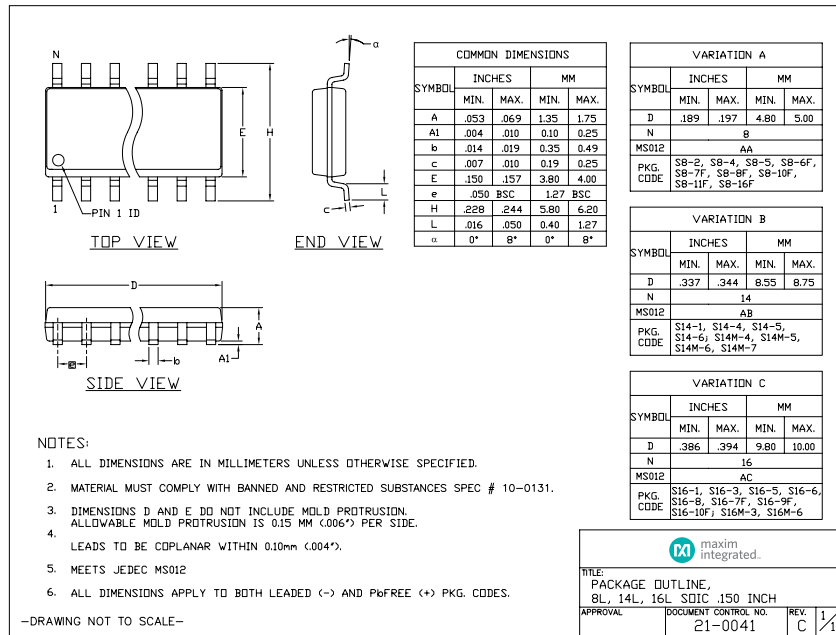 N
α
E
H
L
c
1
PIN 1 ID
TOP VIEW
END VIEW
D
A
A1
e
b
SIDE VIEW
COMMON DIMENSIONS
SYMBOL INCHES MM
MIN. MAX. MIN. MAX.
A .053 .069 1.35 1.75
A1 .004 .010 0.10 0.25
b .014 .019 0.35 0.49
c .007 .010 0.19 0.25
E .150 .157 3.80 4.00
e .050 BSC 1.27 BSC
H .228 .244 5.80 6.20
L .016 .050 0.40 1.27
α 0° 8° 0° 8°
VARIATION A
SYMBOL INCHES MM
MIN. MAX. MIN. MAX.
D .189 .197 4.80 5.00
N 8
MS012 AA
PKG. CODE S8-2, S8-4, S8-5, S8-6F,
S8-7F, S8-8F, S8-10F,
S8-11F, S8-16F
VARIATION B
SYMBOL INCHES MM
MIN. MAX. MIN. MAX.
D .337 .344 8.55 8.75
N 14
MS012 AB
PKG. CODE S14-1, S14-4, S14-5,
S14-6; S14M-4, S14M-5,
S14M-6, S14M-7
VARIATION C
SYMBOL INCHES MM
MIN. MAX. MIN. MAX.
D .386 .394 9.80 10.00
N 16
MS012 AC
PKG. CODE S16-1, S16-3, S16-5, S16-6,
S16-8, S16-7F, S16-9F,
S16-10F; S16M-3, S16M-6
NOTES:
1. ALL DIMENSIONS ARE IN MILLIMETERS UNLESS OTHERWISE SPECIFIED.
2. MATERIAL MUST COMPLY WITH BANNED AND RESTRICTED SUBSTANCES SPEC # 10-0131.
3. DIMENSIONS D AND E DO NOT INCLUDE MOLD PROTRUSION.
ALLOWABLE MOLD PROTRUSION IS 0.15 MM (.006") PER SIDE.
4. LEADS TO BE COPLANAR WITHIN 0.10mm (.004").
5. MEETS JEDEC MS012
6. ALL DIMENSIONS APPLY TO BOTH LEADED (-) AND PbFREE (+) PKG. CODES.
-DRAWING NOT TO SCALE-
maxim
integrated™
TITLE:
PACKAGE OUTLINE,
8L, 14L, 16L SOIC .150 INCH
APPROVAL DOCUMENT CONTROL NO. REV.
21-0041 C 1/1